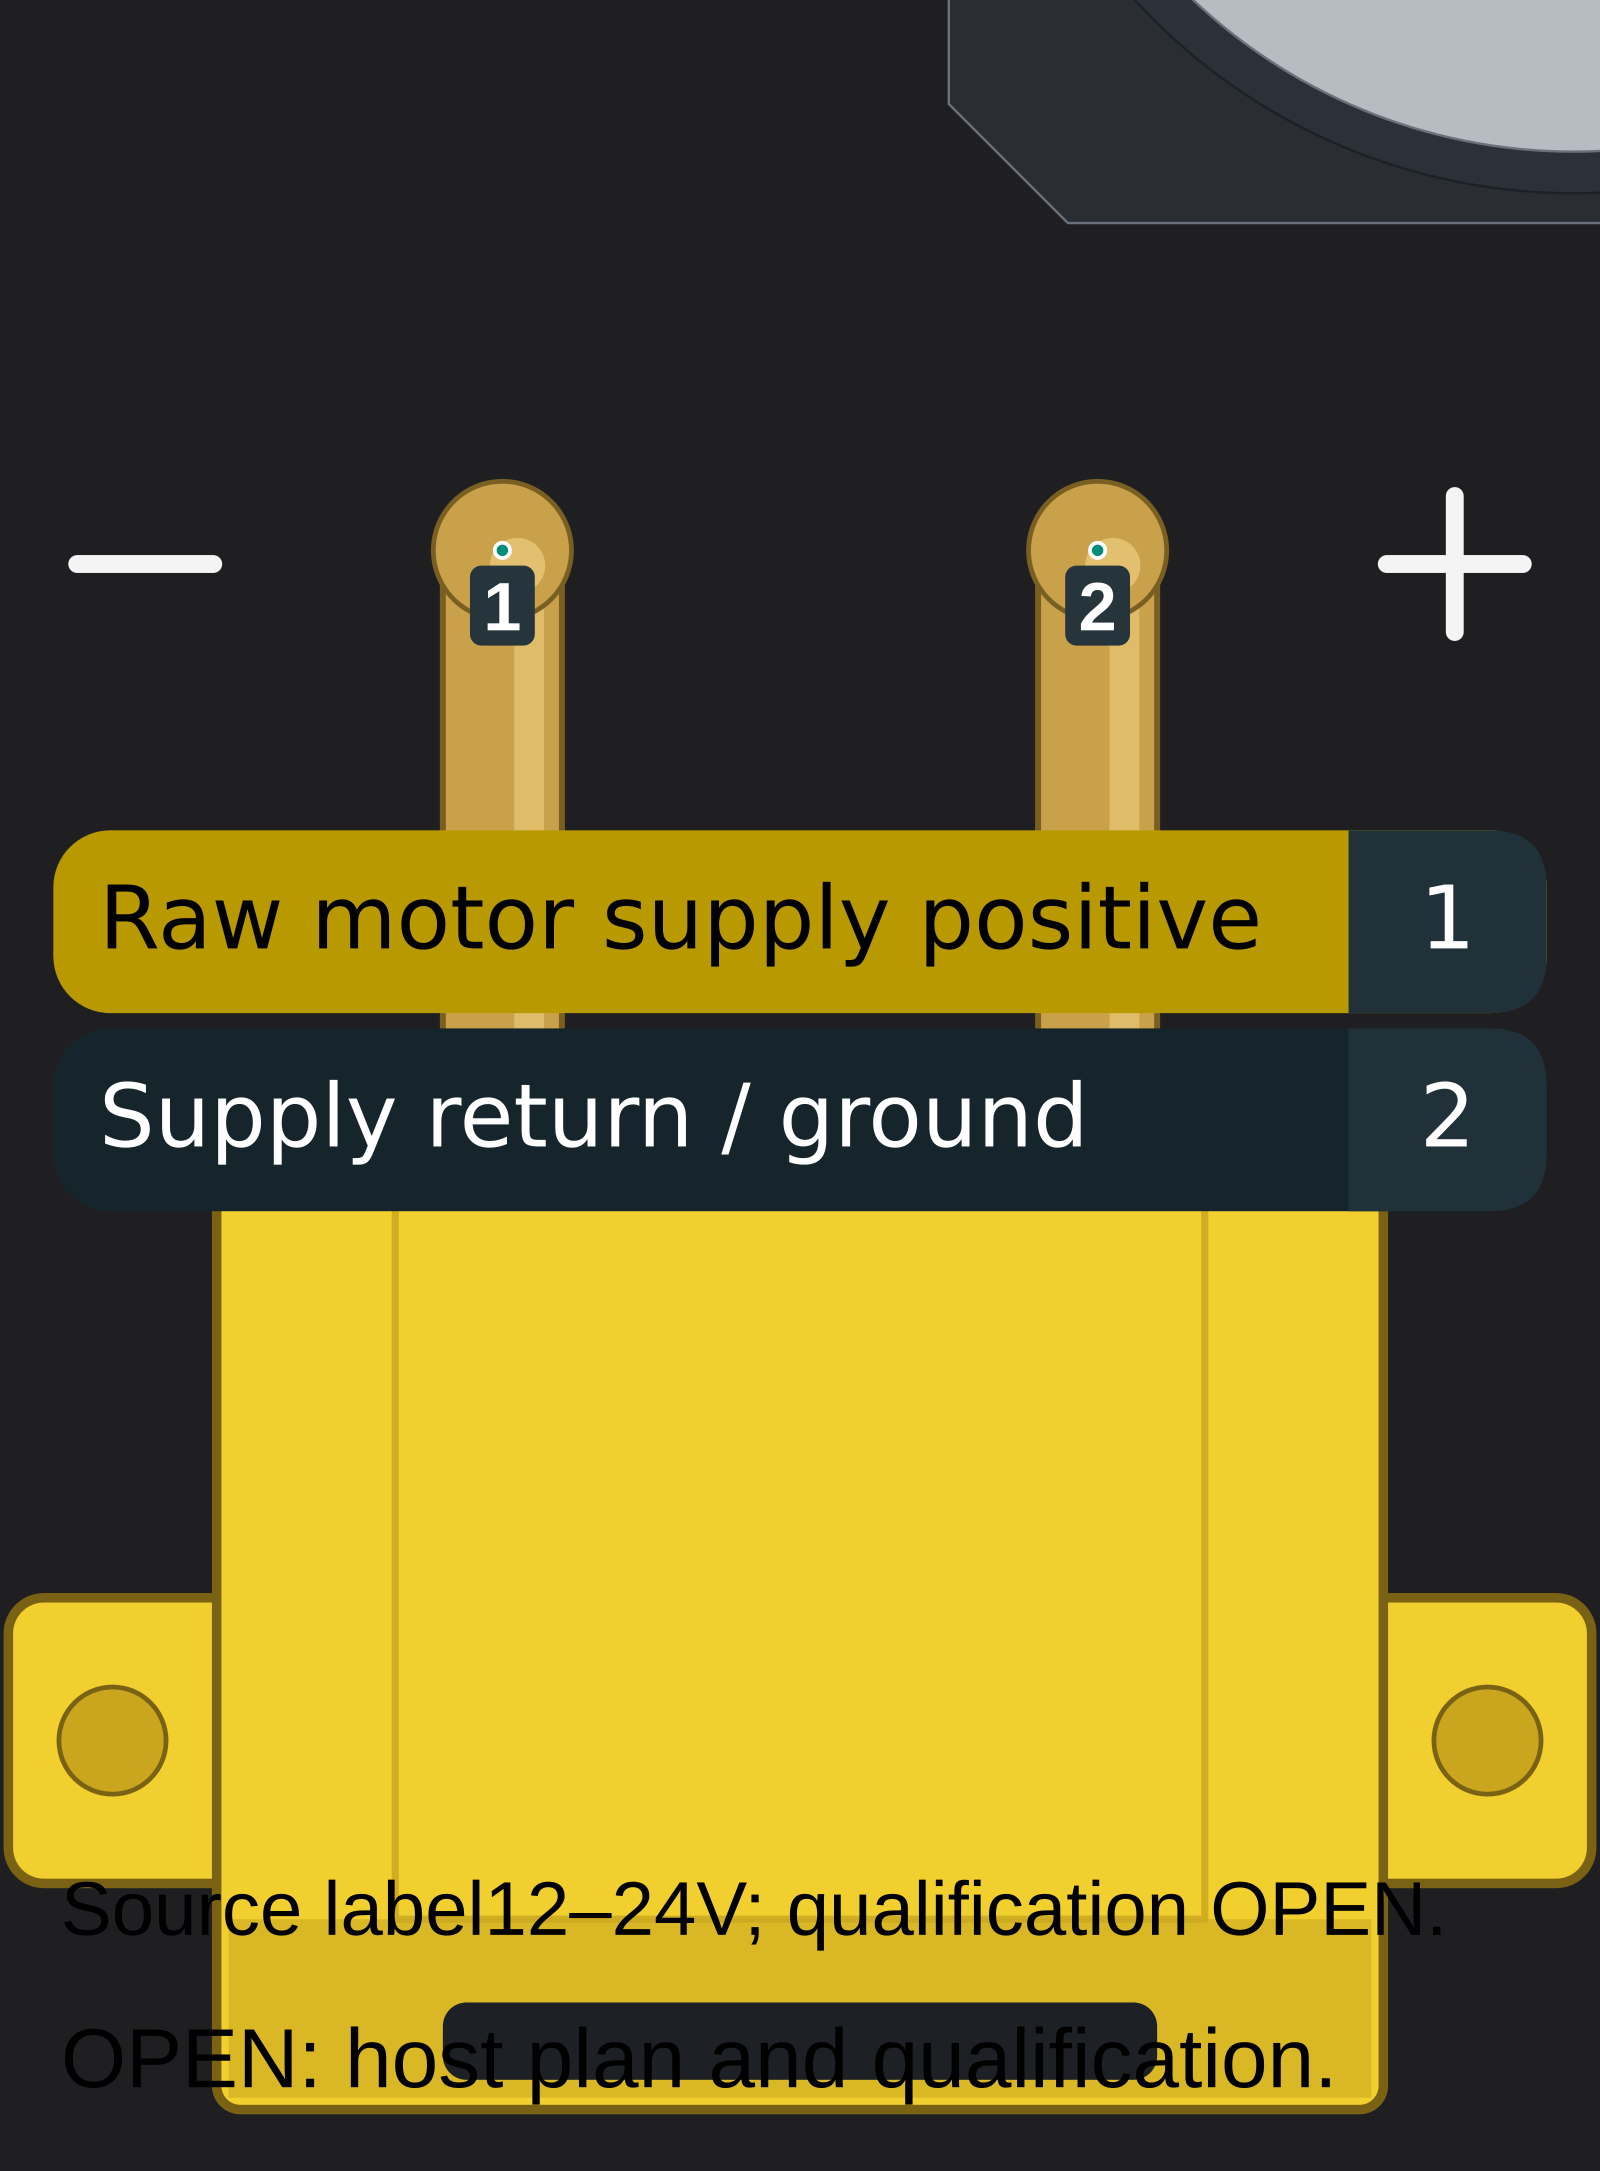 − +
1 2
Raw motor supply positive 1
Supply return / ground 2
Source label12–24V; qualification OPEN.
OPEN: host plan and qualification.